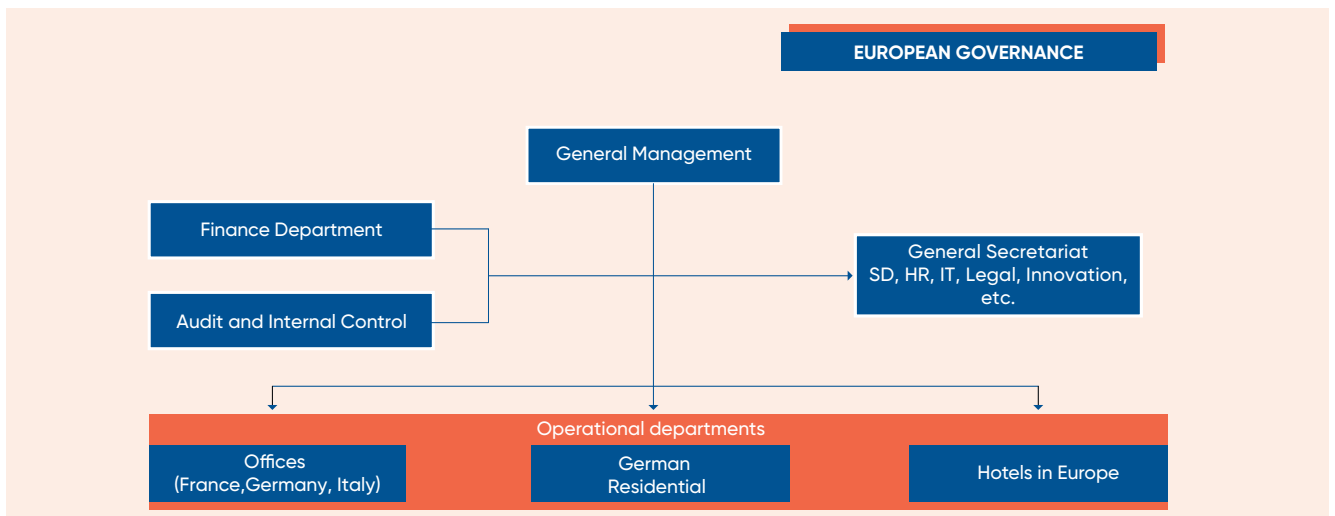 EUROPEAN GOVERNANCE
General Management
Finance Department
General Secretariat
SD, HR, IT, Legal, Innovation,
etc.
Audit and Internal Control
Operational departments
Offices
(France,Germany, Italy)
German
Residential
Hotels in Europe